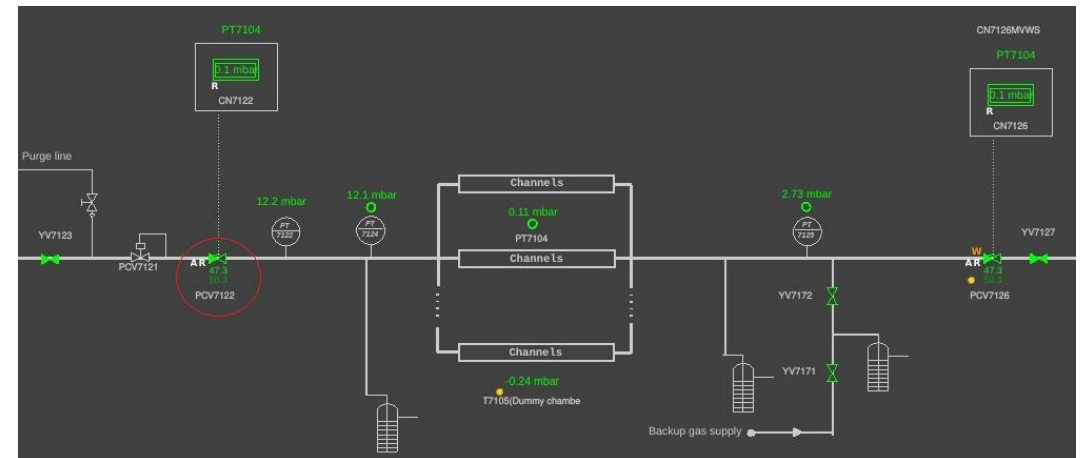 PT7104
0.1 mbar
R
CN7122
CN7126MVWS
PT7104
0.1 mbar
R
CN7126
Purge line
YV7123
PCV7121
AR
47.3
50.3
PCV7122
12.2 mbar
PT
7122
12.1 mbar
PT
7124
Channels
0.11 mbar
PT7104
Channels
Channels
-0.24 mbar
T7105(Dummy chambe
2.73 mbar
PT
7125
YV7172
YV7171
Backup gas supply
W
AR
47.3
50.3
PCV7126
YV7127